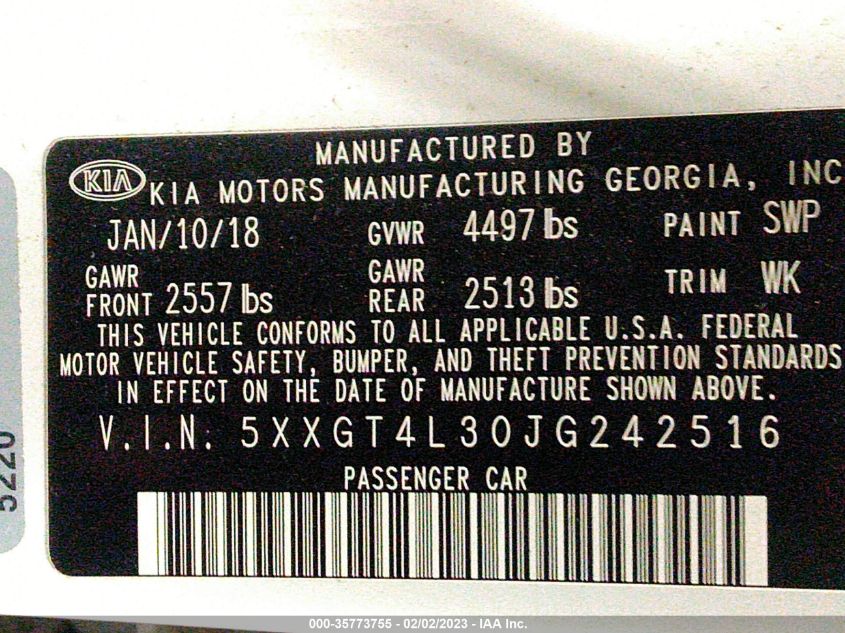 MANUFACTURED BY
KIA KIA MOTORS MANUFACTURING GEORGIA, INC
JAN/10/18 GVWR 4497 lbs PAINT SWP
GAWR FRONT 2557 lbs GAWR REAR 2513 lbs TRIM WK
THIS VEHICLE CONFORMS TO ALL APPLICABLE U.S.A. FEDERAL
MOTOR VEHICLE SAFETY, BUMPER, AND THEFT PREVENTION STANDARDS
IN EFFECT ON THE DATE OF MANUFACTURE SHOWN ABOVE.
V.I.N: 5XXGT4L30JG242516
PASSENGER CAR
5220
000-35773755 - 02/02/2023 - IAA Inc.